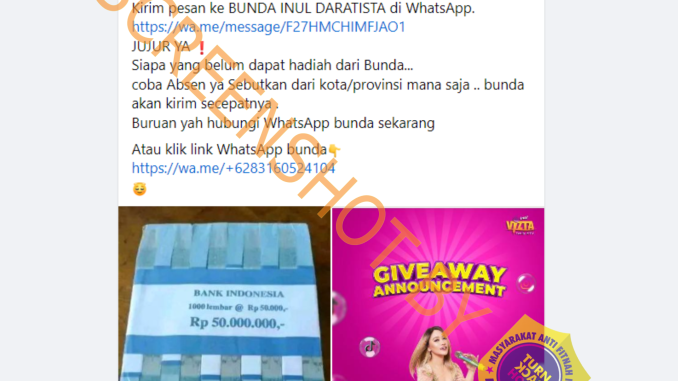 Kirim pesan ke BUNDA INUL DARATISTA di WhatsApp.
https://wa.me/message/F27HMCHIMFJAO1
JUJUR YA ❗
Siapa yang belum dapat hadiah dari Bunda...
coba Absen ya Sebutkan dari kota/provinsi mana saja .. bunda
akan kirim secepatnya .
Buruan yah hubungi WhatsApp bunda sekarang
Atau klik link WhatsApp bunda👇
https://wa.me/+6283160524104
😌
SCREENSHOT BY
BANK INDONESIA
1000 lembar @ Rp 50.000,-
Rp 50.000.000,-
VIZTA
GIVEAWAY
ANNOUNCEMENT
MASYARAKAT ANTI FITNAH
TURN